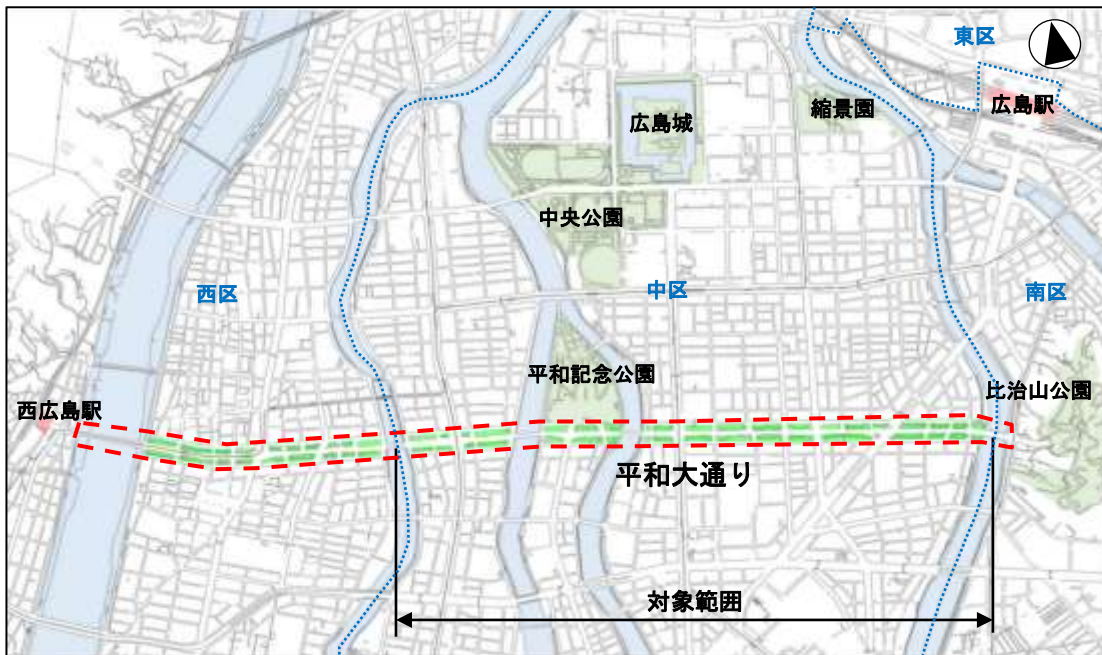 東区
広島駅
縮景園
広島城
中央公園
西区
中区
南区
平和記念公園
比治山公園
西広島駅
平和大通り
対象範囲